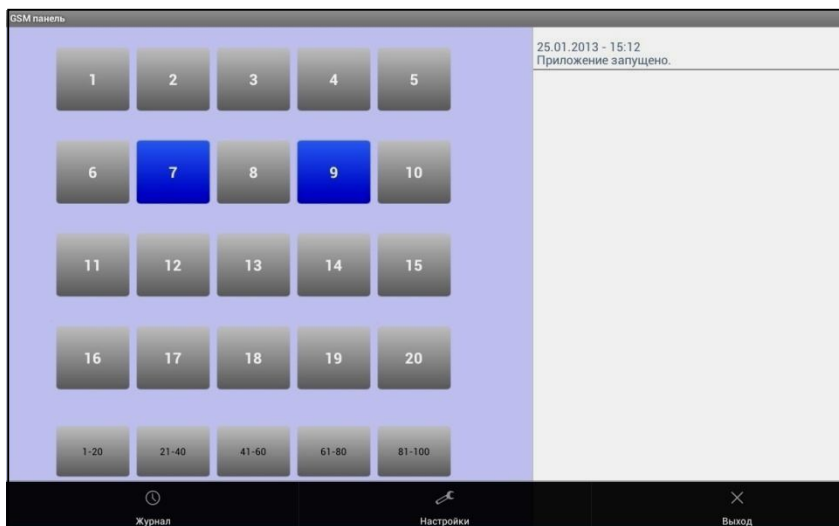 GSM панель
1 2 3 4 5
6 7 8 9 10
11 12 13 14 15
16 17 18 19 20
1-20 21-40 41-60 61-80 81-100
25.01.2013 - 15:12
Приложение запущено.
Журнал Настройки Выход